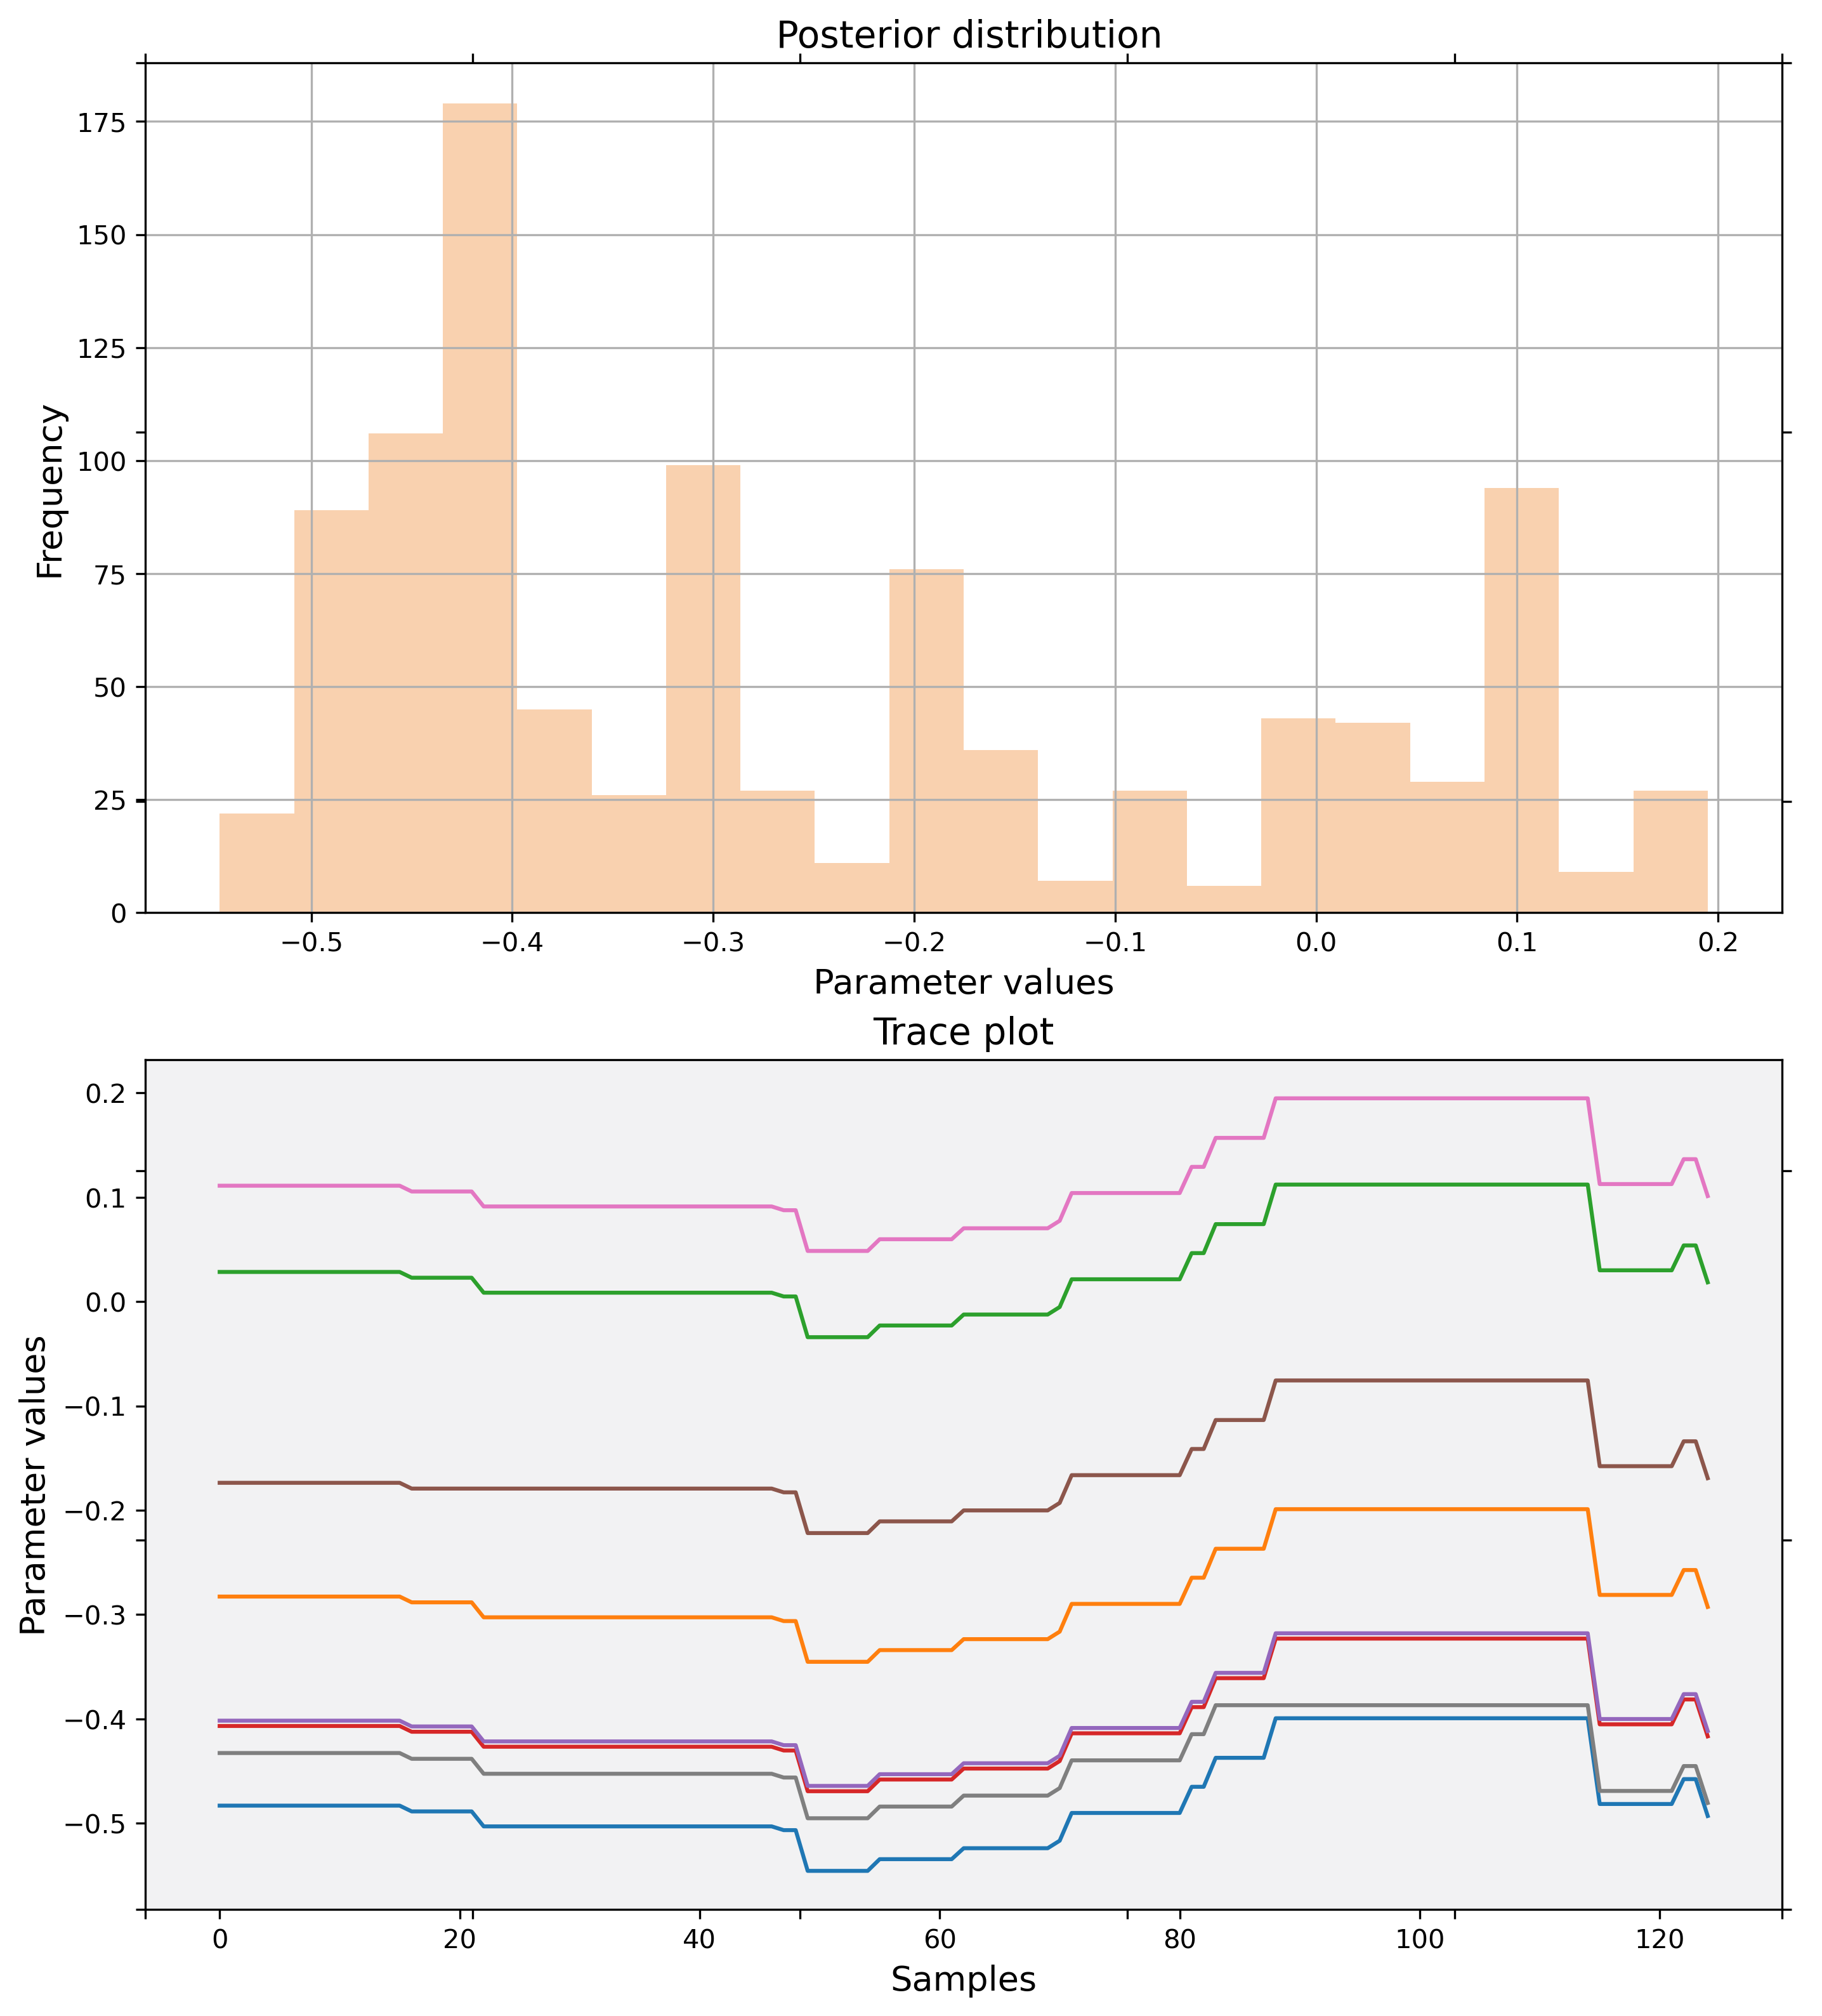 Posterior distribution
175
150
125
100
75
50
25
0
Frequency
−0.5 −0.4 −0.3 −0.2 −0.1 0.0 0.1 0.2
Parameter values
Trace plot
0.2
0.1
0.0
−0.1
−0.2
−0.3
−0.4
−0.5
Parameter values
0 20 40 60 80 100 120
Samples